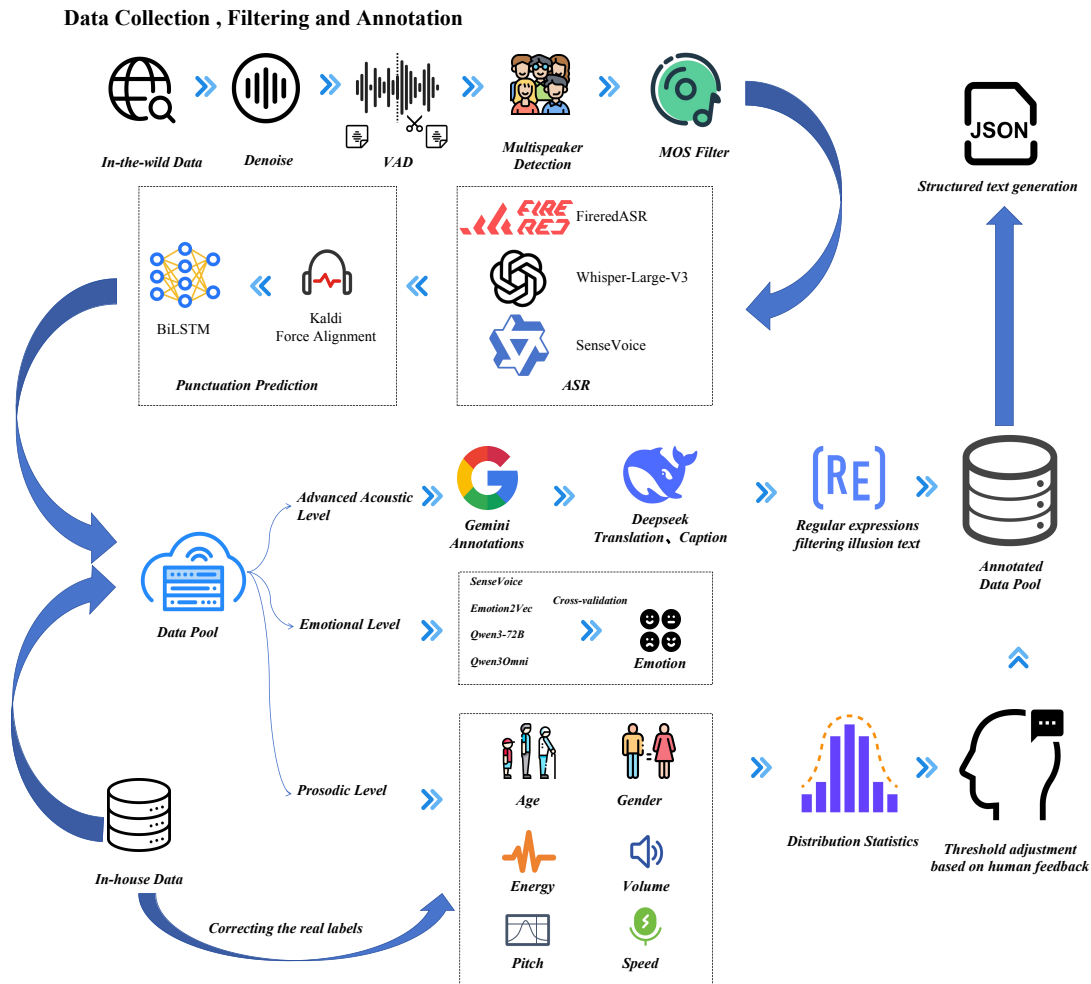 Data Collection , Filtering and Annotation
In-the-wild Data
Denoise
VAD
Multispeaker
Detection
MOS Filter
JSON
Structured text generation
FIRE
RED
FireredASR
Whisper-Large-V3
SenseVoice
ASR
BiLSTM
Kaldi
Force Alignment
Punctuation Prediction
Advanced Acoustic
Level
Gemini
Annotations
Deepseek
Translation、Caption
[RE]
Regular expressions
filtering illusion text
Annotated
Data Pool
Data Pool
Emotional Level
SenseVoice
Emotion2Vec
Qwen3-72B
Qwen3Omni
Cross-validation
Emotion
Prosodic Level
Age
Gender
Energy
Volume
Pitch
Speed
Distribution Statistics
Threshold adjustment
based on human feedback
In-house Data
Correcting the real labels